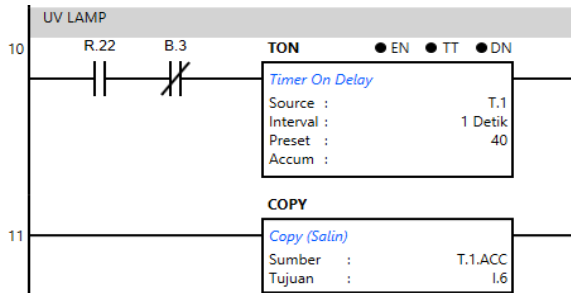 UV LAMP
10 R.22 B.3 TON EN TT DN
Timer On Delay
Source : T.1
Interval : 1 Detik
Preset : 40
Accum :
COPY
11 Copy (Salin)
Sumber : T.1.ACC
Tujuan : I.6